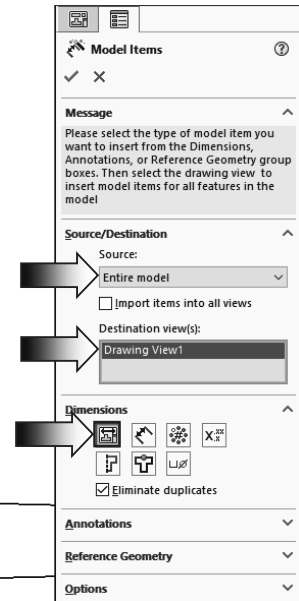 Model Items
Message
Please select the type of model item you
want to insert from the Dimensions,
Annotations, or Reference Geometry group
boxes. Then select the drawing view to
insert model items for all features in the
model
Source/Destination
Source:
Entire model
Import items into all views
Destination view(s):
Drawing View1
Dimensions
Eliminate duplicates
Annotations
Reference Geometry
Options